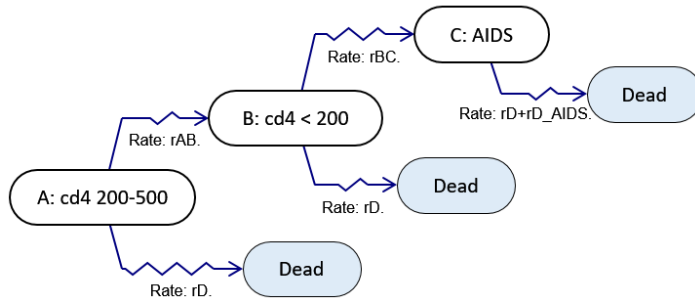 C: AIDS
Rate: rBC.
Dead
Rate: rD+rD_AIDS.
B: cd4 < 200
Rate: rAB.
Dead
Rate: rD.
A: cd4 200-500
Dead
Rate: rD.